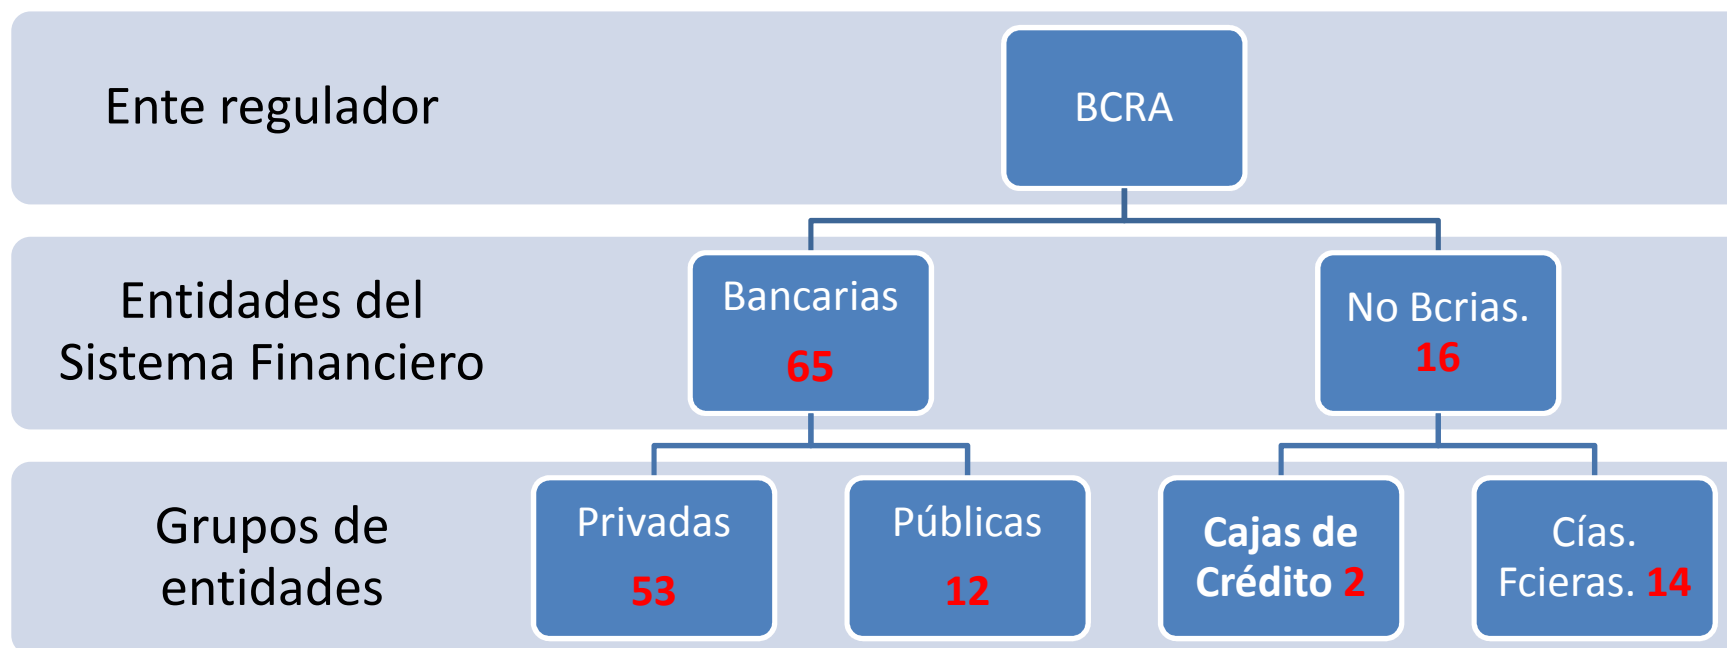 Ente regulador
BCRA
Entidades del
Sistema Financiero
Bancarias
65
No Bcrias.
16
Grupos de
entidades
Privadas
53
Públicas
12
Cajas de
Crédito 2
Cías.
Fcieras. 14